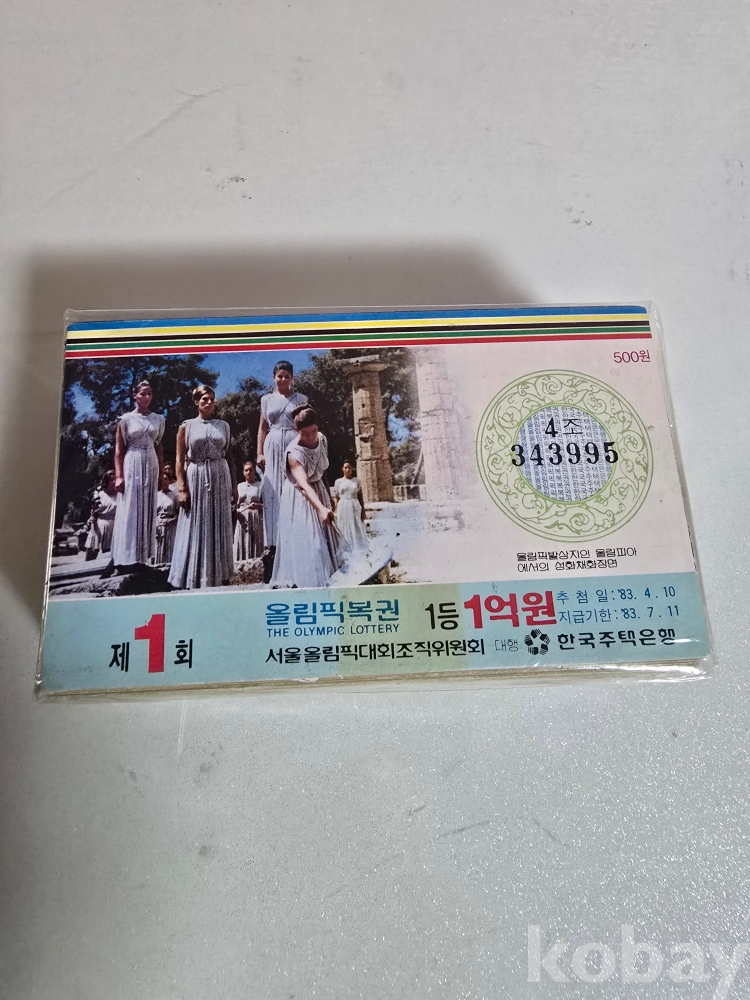 500원
4조
343995
올림픽발상지인 올림피아
에서의 성화채화장면
제1회
올림픽복권
THE OLYMPIC LOTTERY
1등 1억원
추첨일:'83. 4. 10
지급기한:'83. 7. 11
서울올림픽대회조직위원회
대행 한국주택은행
kobay